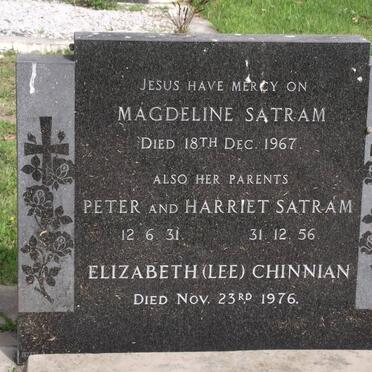 JESUS HAVE MERCY ON
MAGDELINE SATRAM
DIED 18TH DEC. 1967
ALSO HER PARENTS
PETER AND HARRIET SATRAM
12.6.31 31.12.56
ELIZABETH (LEE) CHINNIAN
DIED NOV. 23RD 1976.